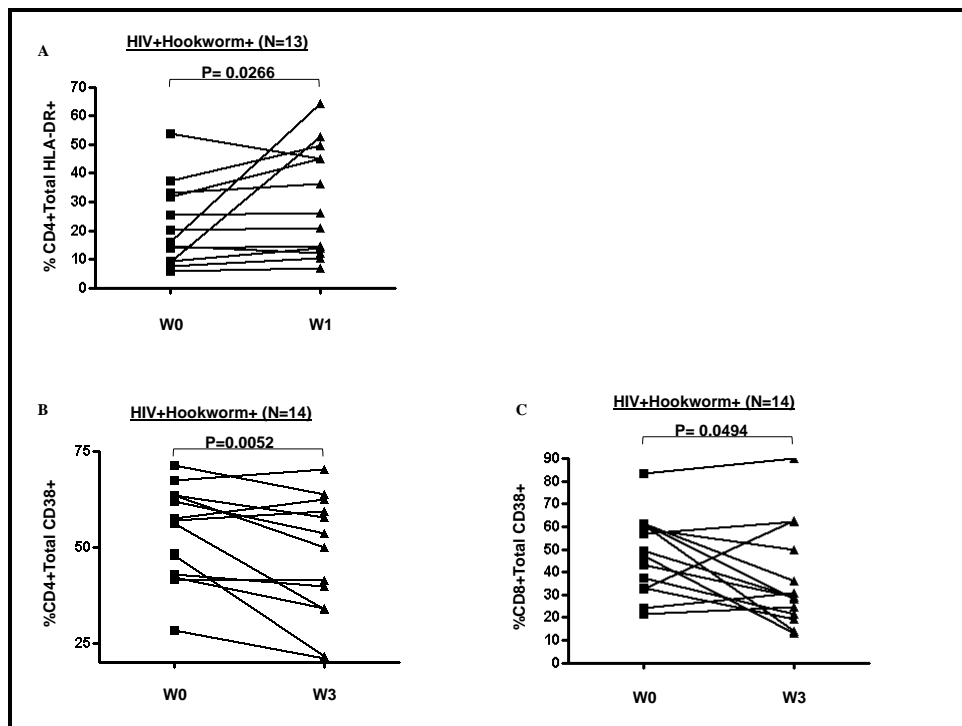 A
HIV+Hookworm+ (N=13)
P= 0.0266
70
60
50
40
30
20
10
0
% CD4+Total HLA-DR+
W0 W1
B
HIV+Hookworm+ (N=14)
P=0.0052
75
50
25
%CD4+Total CD38+
W0 W3
C
HIV+Hookworm+ (N=14)
P= 0.0494
90
80
70
60
50
40
30
20
10
0
%CD8+Total CD38+
W0 W3